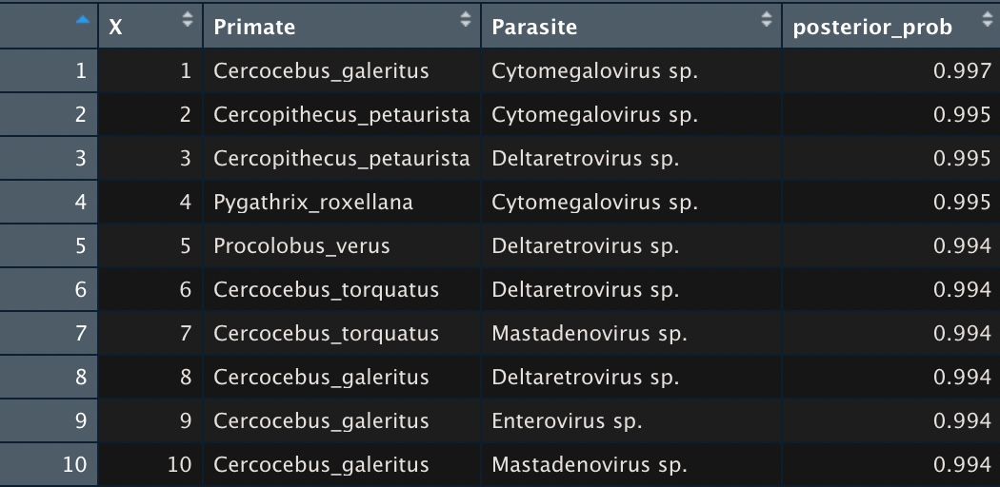 X Primate Parasite posterior_prob
1 1 Cercocebus_galeritus Cytomegalovirus sp. 0.997
2 2 Cercopithecus_petaurista Cytomegalovirus sp. 0.995
3 3 Cercopithecus_petaurista Deltaretrovirus sp. 0.995
4 4 Pygathrix_roxellana Cytomegalovirus sp. 0.995
5 5 Procolobus_verus Deltaretrovirus sp. 0.994
6 6 Cercocebus_torquatus Deltaretrovirus sp. 0.994
7 7 Cercocebus_torquatus Mastadenovirus sp. 0.994
8 8 Cercocebus_galeritus Deltaretrovirus sp. 0.994
9 9 Cercocebus_galeritus Enterovirus sp. 0.994
10 10 Cercocebus_galeritus Mastadenovirus sp. 0.994